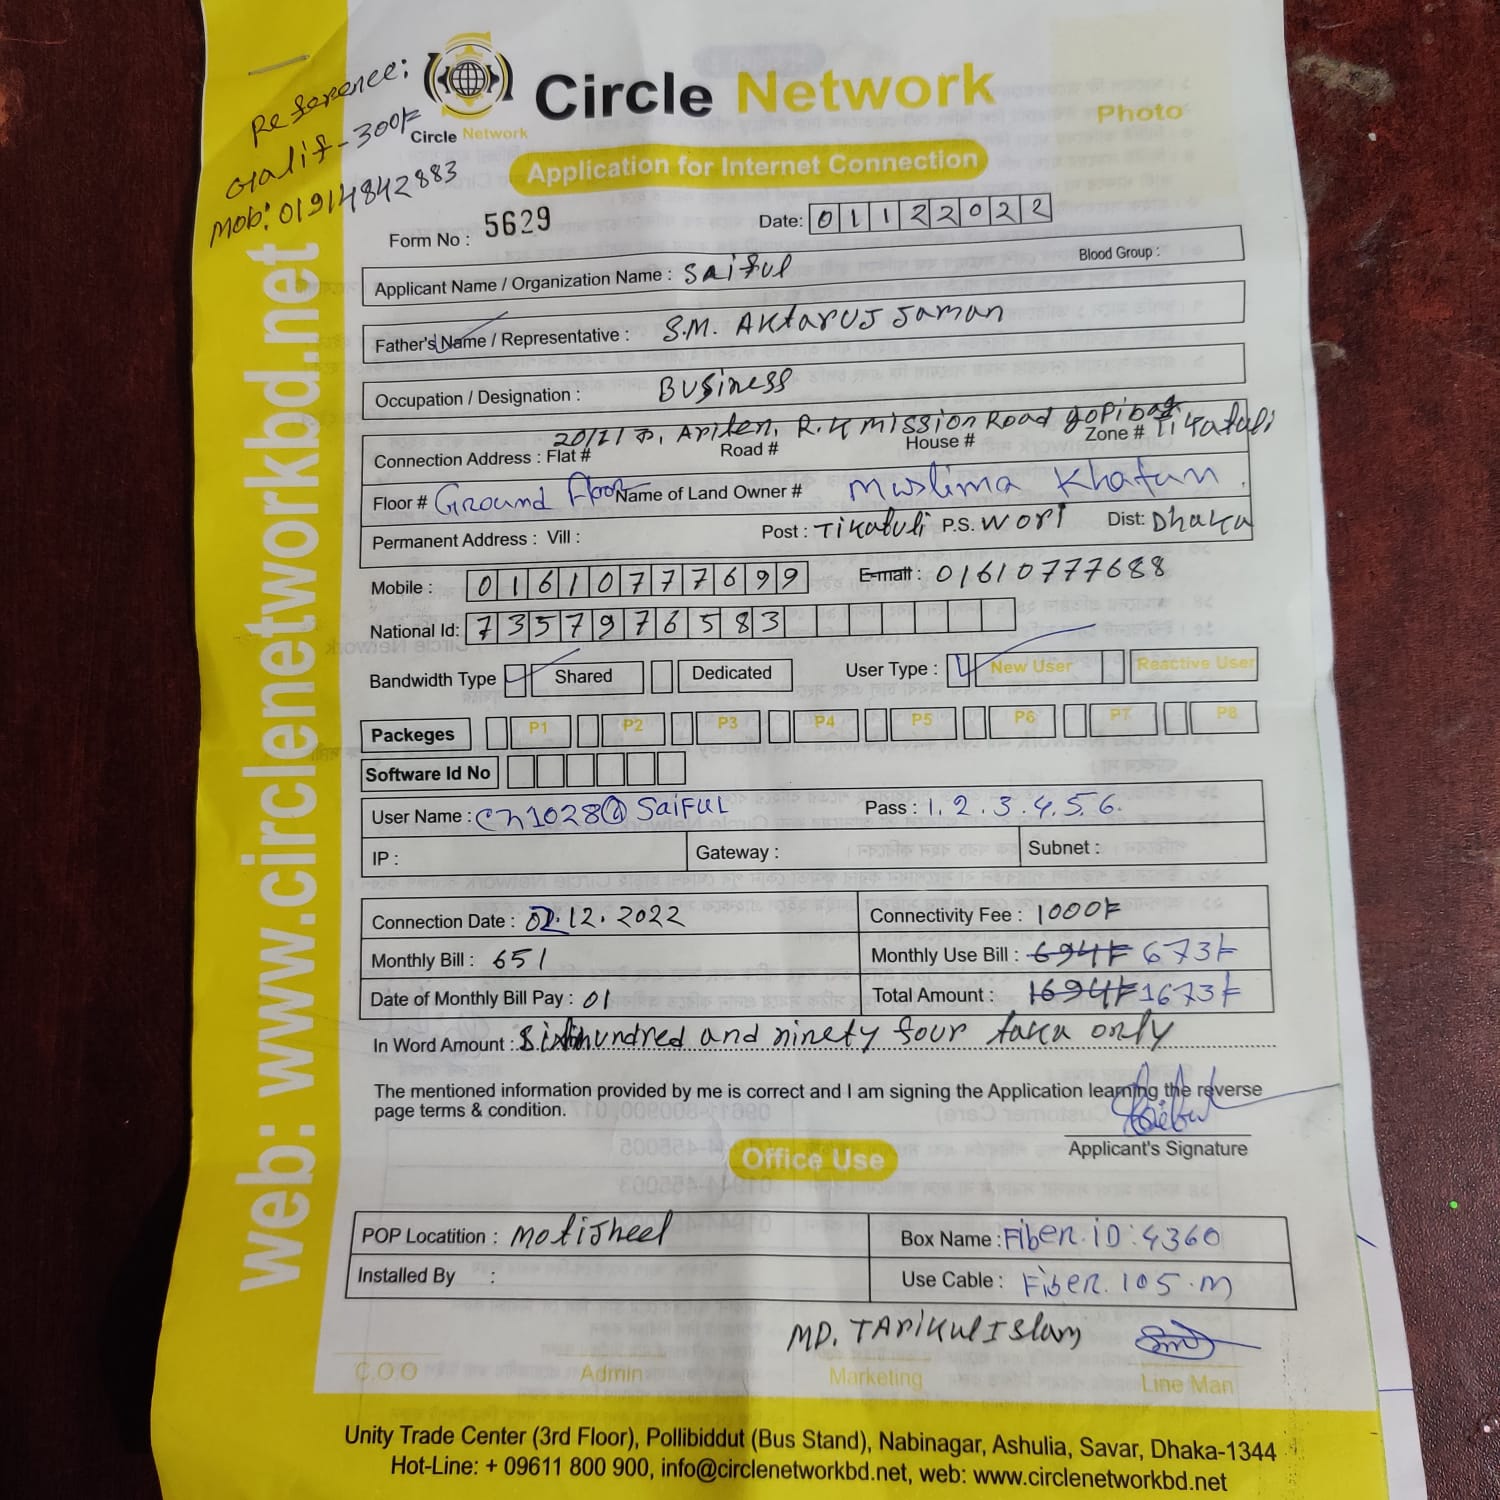 Reference:
Galif - 300/=
Mob: 01914842883
Circle Network
Circle Network
Photo
Application for Internet Connection
Form No : 5629
Date: 01122022
Applicant Name / Organization Name : Saiful
Blood Group :
Father's Name / Representative : S.M. Aktarus Jaman
Occupation / Designation : Business
20/21 ক, Ariten, R.K Mission Road gopibag Tikatuli
Connection Address : Flat # Road # House # Zone #
Floor # Ground Floor Name of Land Owner # Muslima Khatun
Permanent Address : Vill : Post : Tikatuli P.S. Wori Dist: Dhaka
Mobile : 01610777699 E-mail : 01610777688
National Id: 7357976583
Bandwidth Type Shared Dedicated User Type : New User Reactive User
Packeges P1 P2 P3 P4 P5 P6 P7 P8
Software Id No
User Name : Cn1028@Saiful Pass : 1.2.3.4.5.6.
IP : Gateway : Subnet :
Connection Date : 02.12.2022 Connectivity Fee : 1000/=
Monthly Bill : 651 Monthly Use Bill : 694/= 673/=
Date of Monthly Bill Pay : 01 Total Amount : 1694/= 1673/=
In Word Amount : Six hundred and ninety four taka only
The mentioned information provided by me is correct and I am signing the Application learning the reverse
page terms & condition.
Applicant's Signature
Office Use
POP Locatition : Motijheel Box Name : Fiber.iD:4360
Installed By : Use Cable : Fiber.105.m
MD. Tarikul Islam
C.O.O Admin Marketing Line Man
Unity Trade Center (3rd Floor), Pollibiddut (Bus Stand), Nabinagar, Ashulia, Savar, Dhaka-1344
Hot-Line: + 09611 800 900, info@circlenetworkbd.net, web: www.circlenetworkbd.net
web: www.circlenetworkbd.net